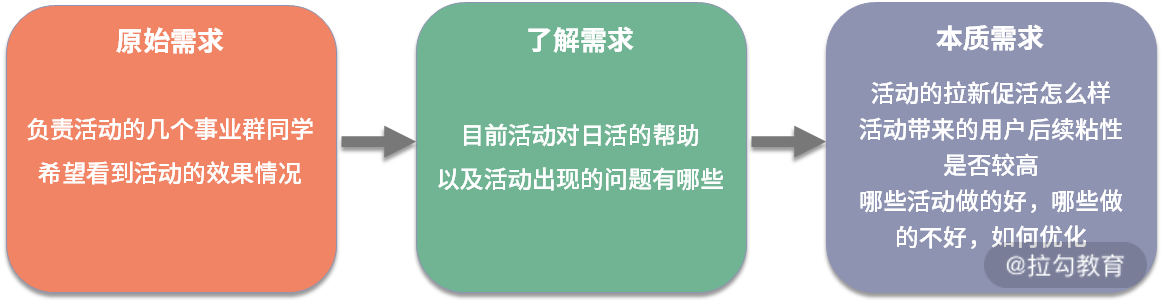 原始需求
负责活动的几个事业群同学
希望看到活动的效果情况
了解需求
目前活动对日活的帮助
以及活动出现的问题有哪些
本质需求
活动的拉新促活怎么样
活动带来的用户后续粘性
是否较高
哪些活动做的好，哪些做
的不好，如何优化
@拉勾教育